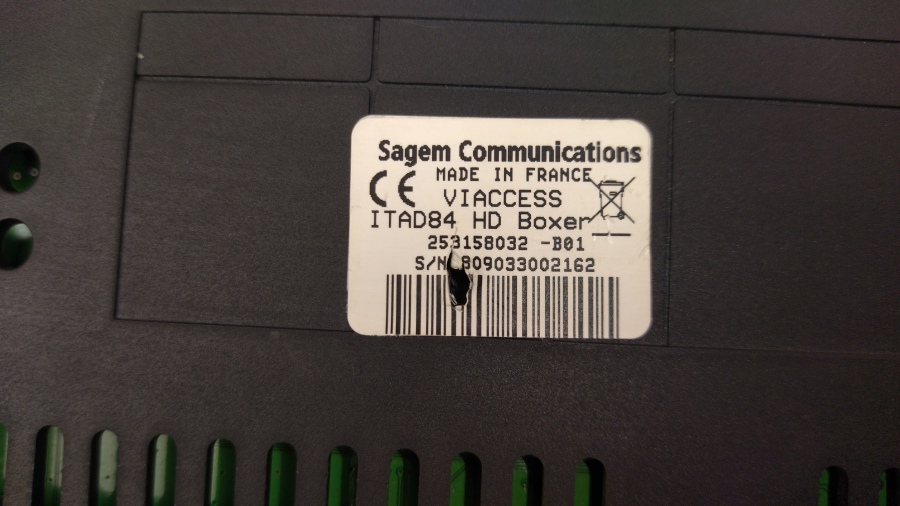 Sagem Communications
MADE IN FRANCE
CE VIACCESS
ITAD84 HD Boxer
253158032 -B01
S/N 809033002162